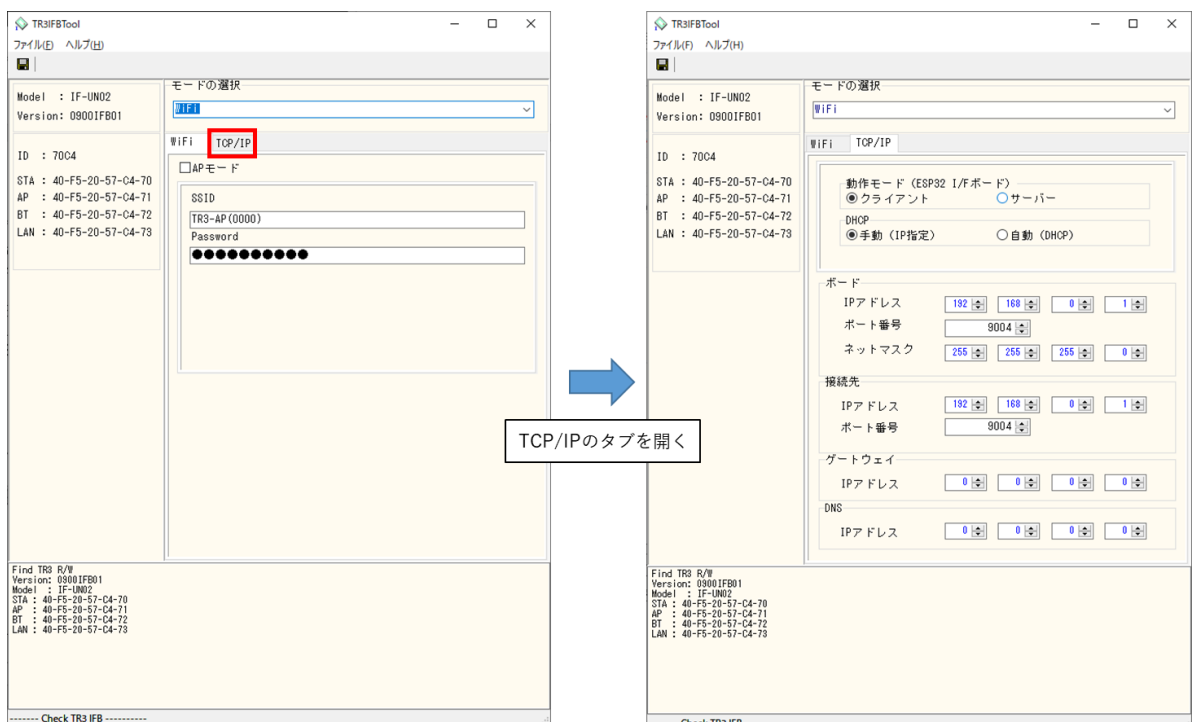 TR3IFBTool
ファイル(F) ヘルプ(H)
Model : IF-UN02
Version: 0900IFB01
ID : 70C4
STA : 40-F5-20-57-C4-70
AP : 40-F5-20-57-C4-71
BT : 40-F5-20-57-C4-72
LAN : 40-F5-20-57-C4-73
モードの選択
WiFi
WiFi TCP/IP
APモード
SSID
TR3-AP(0000)
Password
●●●●●●●●●●
Find TR3 R/W
Version: 0900IFB01
Model : IF-UN02
STA : 40-F5-20-57-C4-70
AP : 40-F5-20-57-C4-71
BT : 40-F5-20-57-C4-72
LAN : 40-F5-20-57-C4-73
------- Check TR3 IFB ----------
TCP/IPのタブを開く
TR3IFBTool
ファイル(F) ヘルプ(H)
Model : IF-UN02
Version: 0900IFB01
ID : 70C4
STA : 40-F5-20-57-C4-70
AP : 40-F5-20-57-C4-71
BT : 40-F5-20-57-C4-72
LAN : 40-F5-20-57-C4-73
モードの選択
WiFi
WiFi TCP/IP
動作モード (ESP32 I/Fボード)
クライアント サーバー
DHCP
手動 (IP指定) 自動 (DHCP)
ボード
IPアドレス 192 168 0 1
ポート番号 9004
ネットマスク 255 255 255 0
接続先
IPアドレス 192 168 0 1
ポート番号 9004
ゲートウェイ
IPアドレス 0 0 0 0
DNS
IPアドレス 0 0 0 0
Find TR3 R/W
Version: 0900IFB01
Model : IF-UN02
STA : 40-F5-20-57-C4-70
AP : 40-F5-20-57-C4-71
BT : 40-F5-20-57-C4-72
LAN : 40-F5-20-57-C4-73
Check TR3 IFB